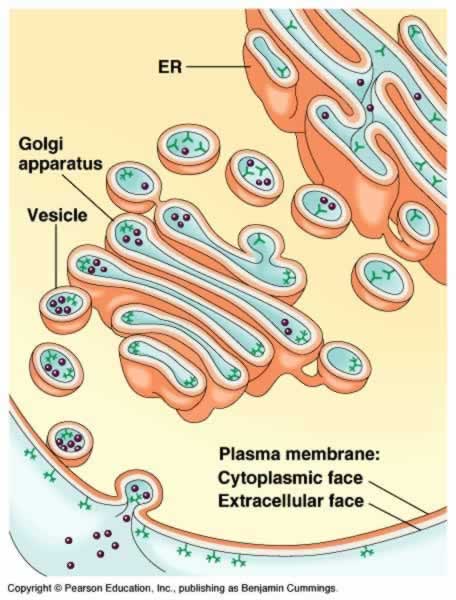 ER
Golgi
apparatus
Vesicle
Plasma membrane:
Cytoplasmic face
Extracellular face
Copyright © Pearson Education, Inc., publishing as Benjamin Cummings.